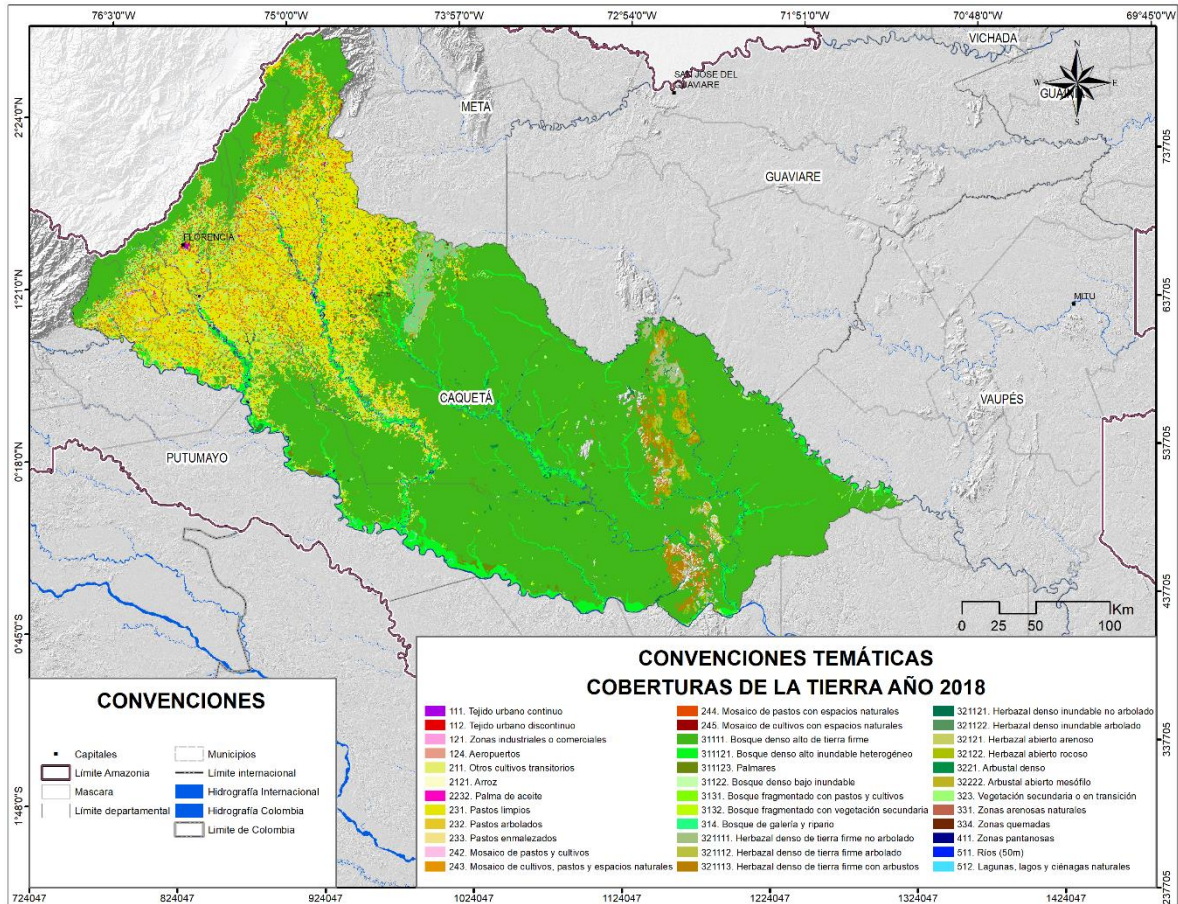 76°3'0"W
75°0'0"W
73°57'0"W
72°54'0"W
71°51'0"W
70°48'0"W
69°45'0"W
VICHADA
N
W
E
S
SAN JOSE DEL
GUAVIARE
META
2°24'0"N
737705
GUAVIARE
FLORENCIA
1°21'0"N
637705
MITU
CAQUETÁ
VAUPÉS
PUTUMAYO
0°18'0"N
537705
437705
Km
0 25 50 100
0°45'0"S
CONVENCIONES
Capitales
Límite Amazonia
Mascara
Límite departamental
Municipios
Límite internacional
Hidrografía Internacional
Hidrografía Colombia
Límite de Colombia
CONVENCIONES TEMÁTICAS
COBERTURAS DE LA TIERRA AÑO 2018
111. Tejido urbano continuo
112. Tejido urbano discontinuo
121. Zonas industriales o comerciales
124. Aeropuertos
211. Otros cultivos transitorios
2121. Arroz
2232. Palma de aceite
231. Pastos limpios
232. Pastos arbolados
233. Pastos enmalezados
242. Mosaico de pastos y cultivos
243. Mosaico de cultivos, pastos y espacios naturales
244. Mosaico de pastos con espacios naturales
245. Mosaico de cultivos con espacios naturales
31111. Bosque denso alto de tierra firme
311121. Bosque denso alto inundable heterogéneo
311123. Palmares
31122. Bosque denso bajo inundable
3131. Bosque fragmentado con pastos y cultivos
3132. Bosque fragmentado con vegetación secundaria
314. Bosque de galería y ripario
321111. Herbazal denso de tierra firme no arbolado
321112. Herbazal denso de tierra firme arbolado
321113. Herbazal denso de tierra firme con arbustos
321121. Herbazal denso inundable no arbolado
321122. Herbazal denso inundable arbolado
32121. Herbazal abierto arenoso
32122. Herbazal abierto rocoso
3221. Arbustal denso
32222. Arbustal abierto mesófilo
323. Vegetación secundaria o en transición
331. Zonas arenosas naturales
334. Zonas quemadas
411. Zonas pantanosas
511. Ríos (50m)
512. Lagunas, lagos y ciénagas naturales
337705
1°48'0"S
237705
724047
824047
924047
1024047
1124047
1224047
1324047
1424047